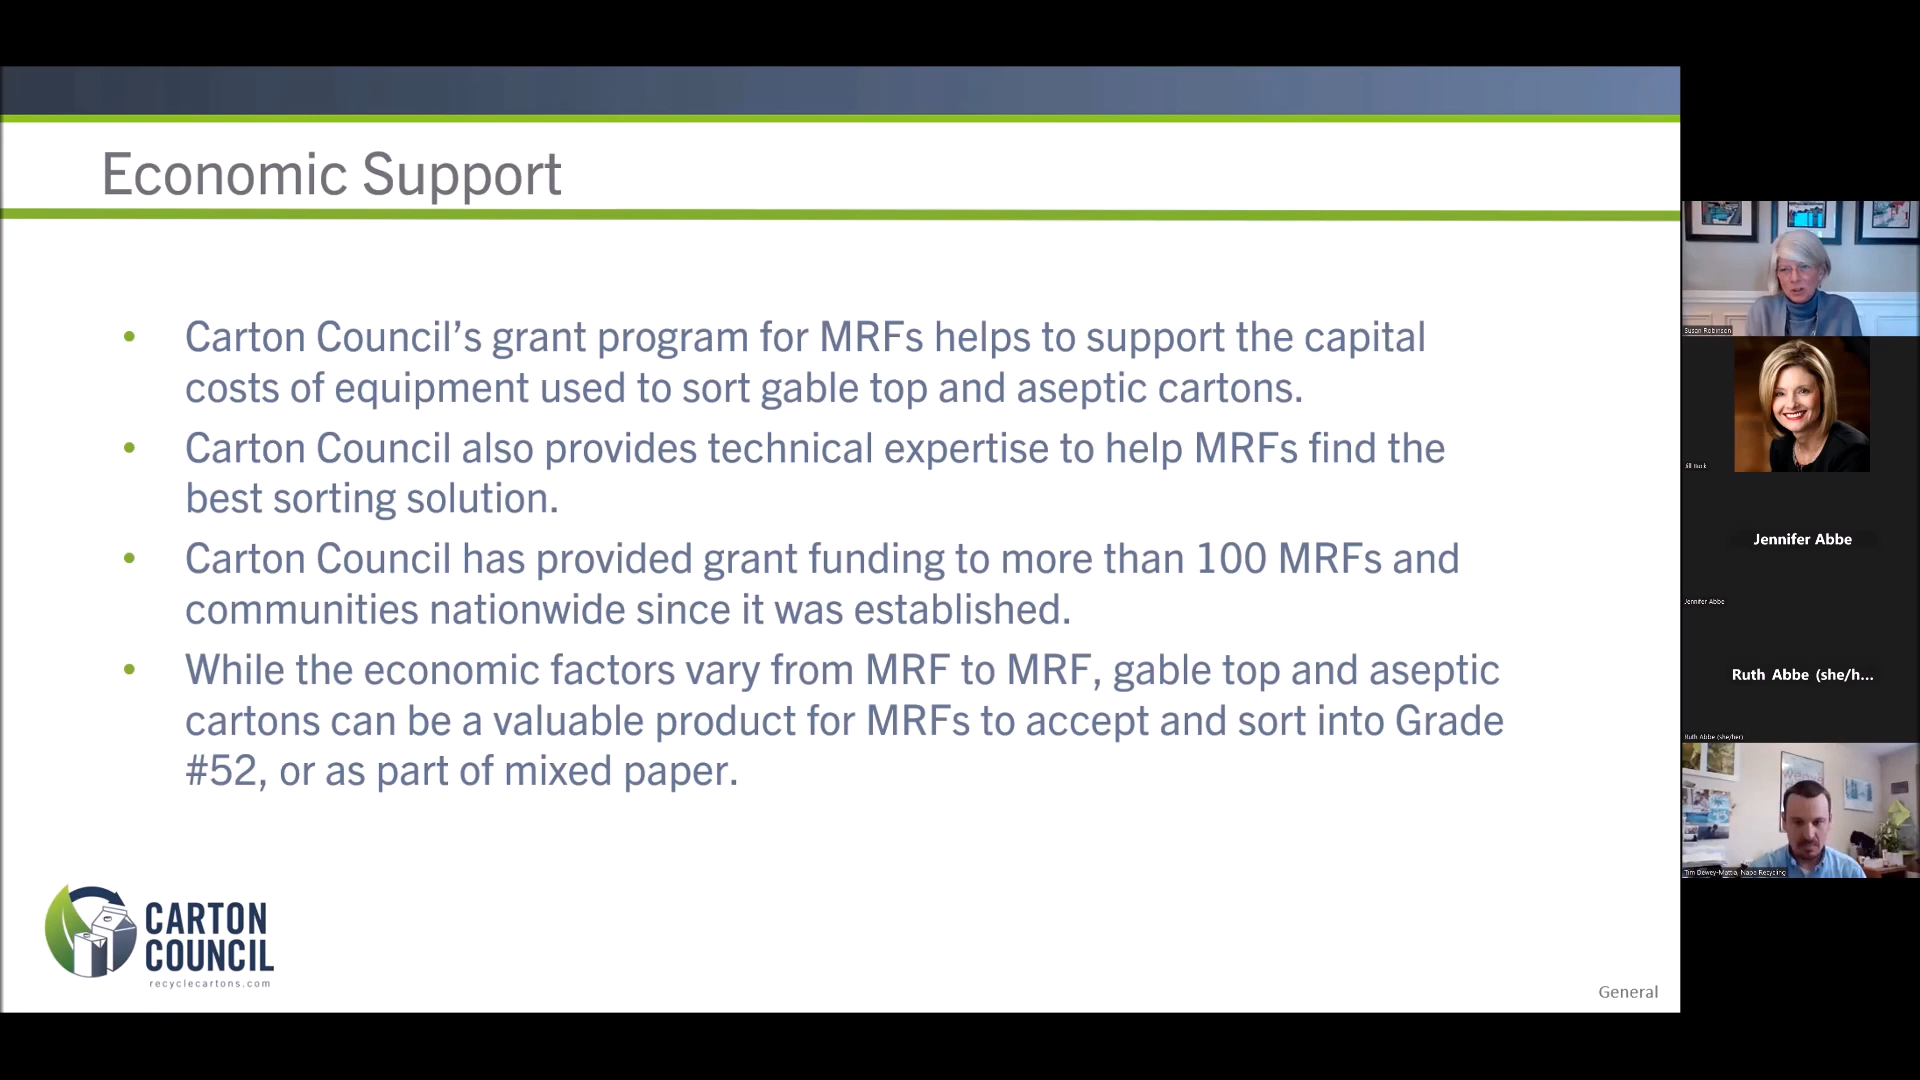 Economic Support
• Carton Council’s grant program for MRFs helps to support the capital
costs of equipment used to sort gable top and aseptic cartons.
• Carton Council also provides technical expertise to help MRFs find the
best sorting solution.
• Carton Council has provided grant funding to more than 100 MRFs and
communities nationwide since it was established.
• While the economic factors vary from MRF to MRF, gable top and aseptic
cartons can be a valuable product for MRFs to accept and sort into Grade
#52, or as part of mixed paper.
CARTON
COUNCIL
recyclecartons.com
General
Susan Robinson
Jennifer Abbe
Jennifer Abbe
Ruth Abbe (she/h...
Ruth Abbe (she/her)
Tim Dewey-Mattia, Napa Recycling